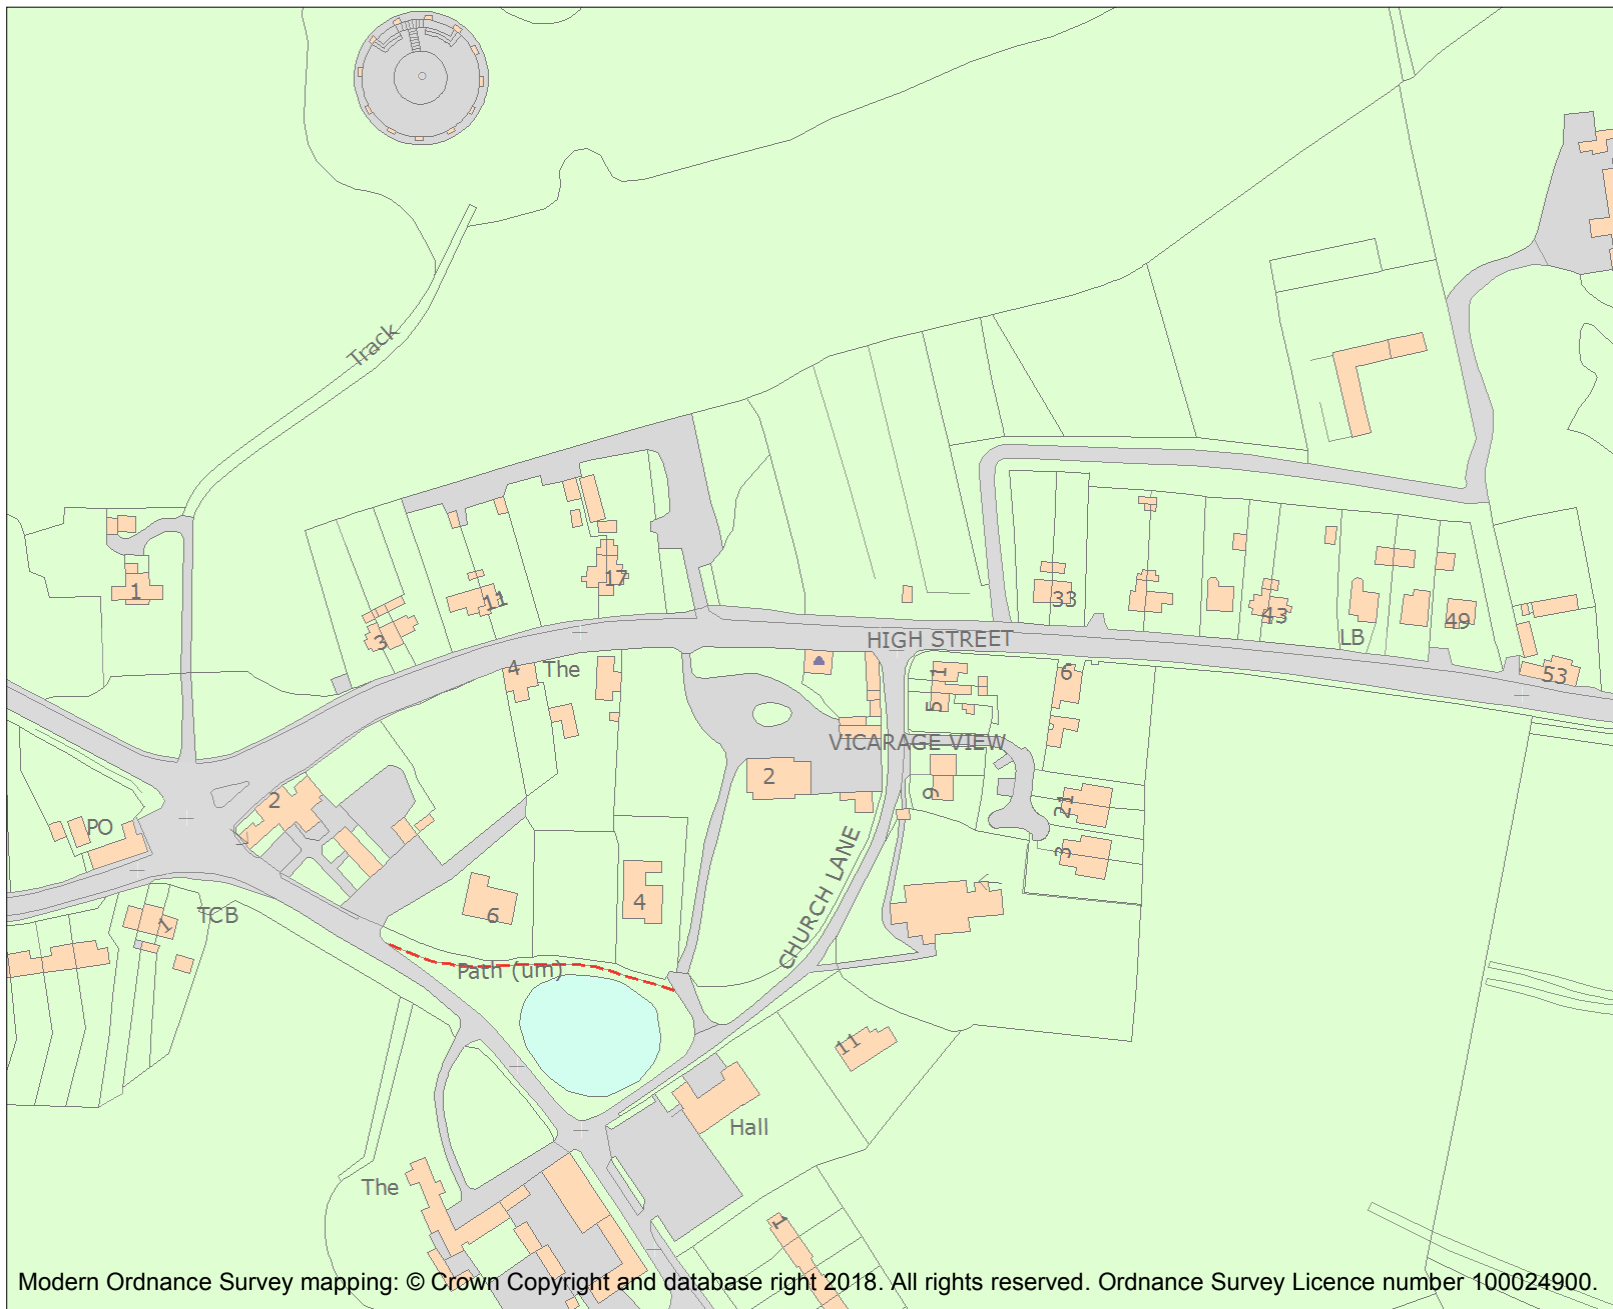 Track
1
3
11
17
4
The
HIGH STREET
33
43
LB
49
53
1
5
6
VICARAGE VIEW
2
9
21
3
2
PO
CHURCH LANE
6
4
1
TCB
Path (um)
11
Hall
The
1
Modern Ordnance Survey mapping: © Crown Copyright and database right 2018. All rights reserved. Ordnance Survey Licence number 100024900.